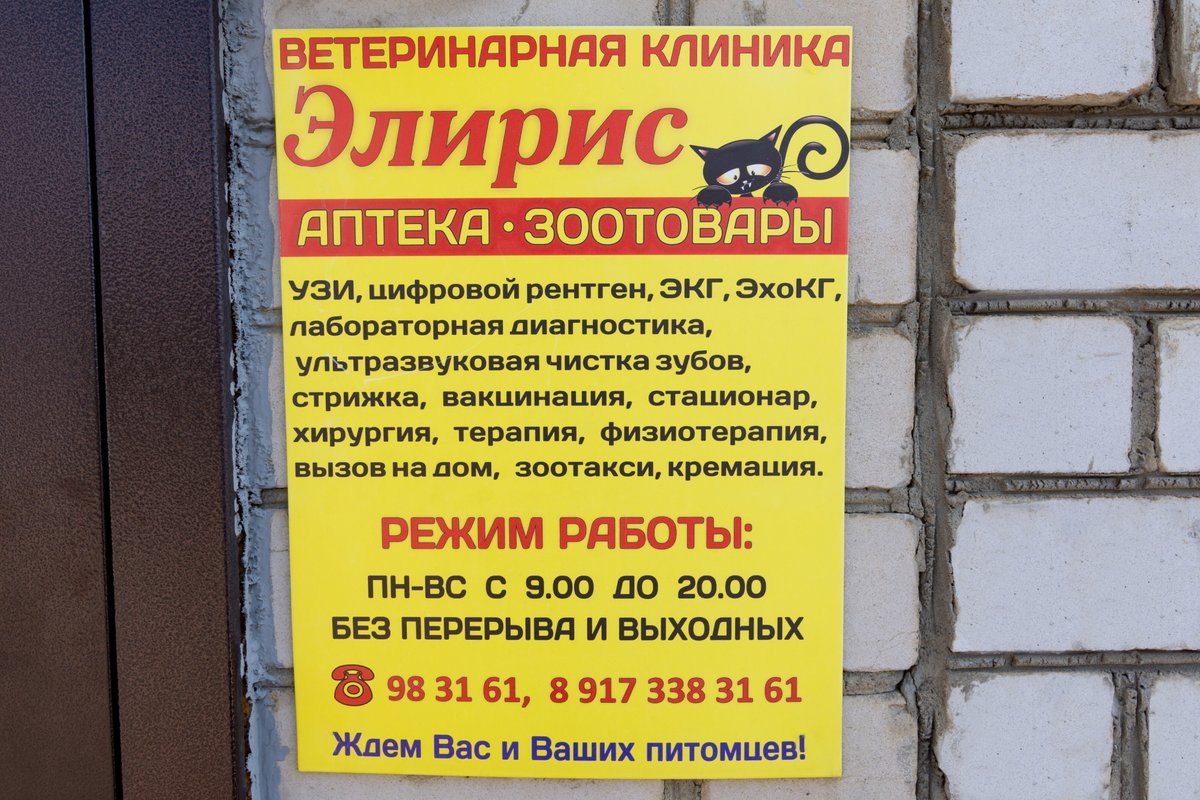 ВЕТЕРИНАРНАЯ КЛИНИКА
Элирис
АПТЕКА • ЗООТОВАРЫ
УЗИ, цифровой рентген, ЭКГ, ЭхоКГ,
лабораторная диагностика,
ультразвуковая чистка зубов,
стрижка, вакцинация, стационар,
хирургия, терапия, физиотерапия,
вызов на дом, зоотакси, кремация.
РЕЖИМ РАБОТЫ:
ПН-ВС С 9.00 ДО 20.00
БЕЗ ПЕРЕРЫВА И ВЫХОДНЫХ
98 31 61, 8 917 338 31 61
Ждем Вас и Ваших питомцев!